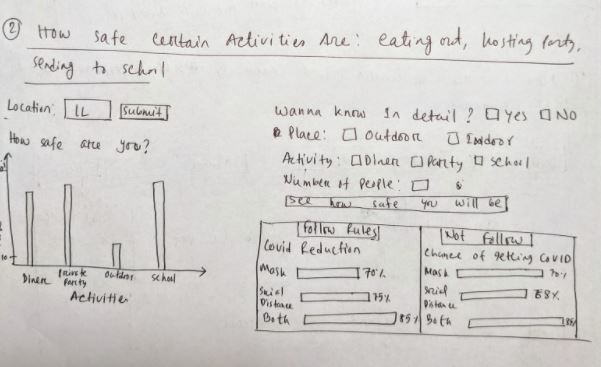 ② How safe certain Activities Are: eating out, hosting party,
sending to school
Location: IL Submit
How safe are you?
10
Diner Private Party Outdoor School
Activities
Wanna know In detail? Yes NO
Place: Outdoor Indoor
Activity: Diner Party School
Number of People:
See how safe you will be
Follow Rules
Covid Reduction
Mask 70%
Social Distance 75%
Both 85%
Not follow
Chance of getting COVID
Mask 70%
Social Distance 68%
Both